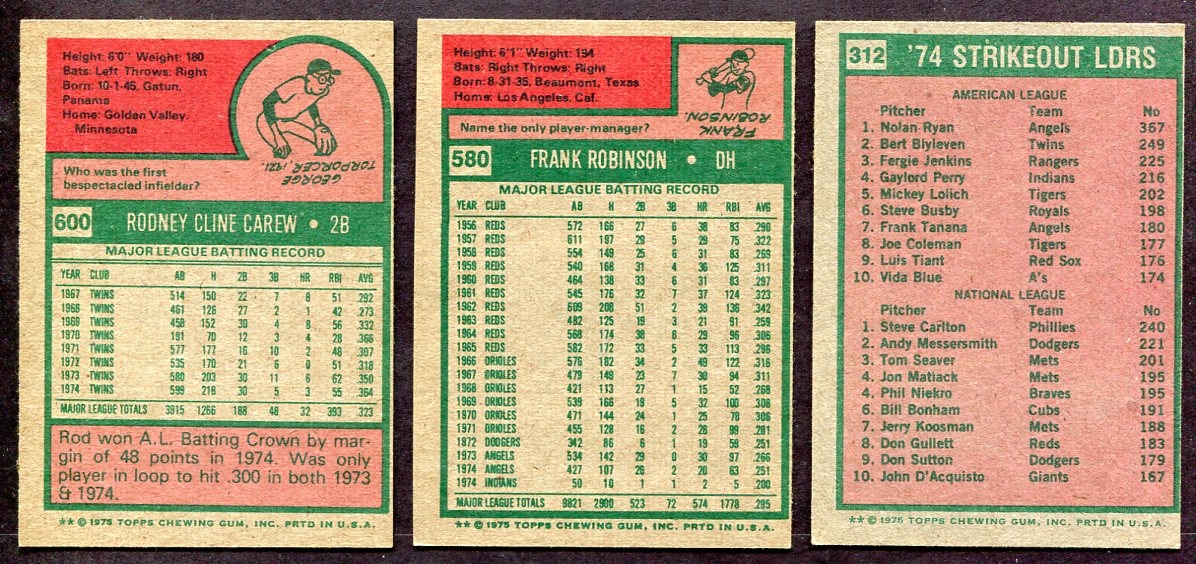 Height: 6'0" Weight: 180
Bats: Left Throws: Right
Born: 10-1-45, Gatun,
Panama
Home: Golden Valley,
Minnesota
GEORGE
TORPORCER, 1921.
Who was the first
bespectacled infielder?
600 RODNEY CLINE CAREW • 2B
MAJOR LEAGUE BATTING RECORD
YEAR CLUB AB H 2B 3B HR RBI AVG
1967 TWINS 514 150 22 7 8 51 .292
1968 TWINS 461 126 27 2 1 42 .273
1969 TWINS 458 152 30 4 8 56 .332
1970 TWINS 191 70 12 3 4 28 .366
1971 TWINS 577 177 16 10 2 48 .307
1972 TWINS 535 170 21 6 0 51 .318
1973 TWINS 580 203 30 11 6 62 .350
1974 TWINS 599 218 30 5 3 55 .364
MAJOR LEAGUE TOTALS 3915 1266 188 48 32 393 .323
Rod won A.L. Batting Crown by mar-
gin of 48 points in 1974. Was only
player in loop to hit .300 in both 1973
& 1974.
** © 1975 TOPPS CHEWING GUM, INC. PRTD IN U.S.A.
Height: 6'1" Weight: 194
Bats: Right Throws: Right
Born: 8-31-35, Beaumont, Texas
Home: Los Angeles, Cal.
FRANK
ROBINSON.
Name the only player-manager?
580 FRANK ROBINSON • DH
MAJOR LEAGUE BATTING RECORD
YEAR CLUB AB H 2B 3B HR RBI AVG
1956 REDS 572 166 27 6 38 83 .290
1957 REDS 611 197 29 5 29 75 .322
1958 REDS 554 149 25 6 31 83 .269
1959 REDS 540 168 31 4 36 125 .311
1960 REDS 464 138 33 6 31 83 .297
1961 REDS 545 176 32 7 37 124 .323
1962 REDS 609 208 51 2 39 136 .342
1963 REDS 482 125 19 3 21 91 .259
1964 REDS 568 174 38 6 29 96 .306
1965 REDS 582 172 33 5 33 113 .296
1966 ORIOLES 576 182 34 2 49 122 .316
1967 ORIOLES 479 149 23 7 30 94 .311
1968 ORIOLES 421 113 27 1 15 52 .268
1969 ORIOLES 539 166 19 5 32 100 .308
1970 ORIOLES 471 144 24 1 25 78 .306
1971 ORIOLES 455 128 16 2 28 99 .281
1972 DODGERS 342 86 6 1 19 59 .251
1973 ANGELS 534 142 29 0 30 97 .266
1974 ANGELS 427 107 26 2 20 63 .251
1974 INDIANS 50 10 1 1 2 5 .200
MAJOR LEAGUE TOTALS 9821 2900 523 72 574 1778 .295
** © 1975 TOPPS CHEWING GUM, INC. PRTD IN U.S.A.
312 '74 STRIKEOUT LDRS
AMERICAN LEAGUE
Pitcher Team No
1. Nolan Ryan Angels 367
2. Bert Blyleven Twins 249
3. Fergie Jenkins Rangers 225
4. Gaylord Perry Indians 216
5. Mickey Lolich Tigers 202
6. Steve Busby Royals 198
7. Frank Tanana Angels 180
8. Joe Coleman Tigers 177
9. Luis Tiant Red Sox 176
10. Vida Blue A's 174
NATIONAL LEAGUE
Pitcher Team No
1. Steve Carlton Phillies 240
2. Andy Messersmith Dodgers 221
3. Tom Seaver Mets 201
4. Jon Matlack Mets 195
4. Phil Niekro Braves 195
6. Bill Bonham Cubs 191
7. Jerry Koosman Mets 188
8. Don Gullett Reds 183
9. Don Sutton Dodgers 179
10. John D'Acquisto Giants 167
** © 1975 TOPPS CHEWING GUM, INC. PRTD IN U.S.A.